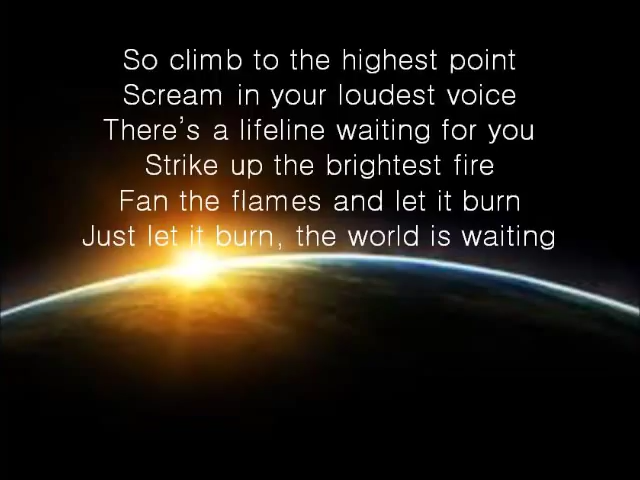 So climb to the highest point
Scream in your loudest voice
There's a lifeline waiting for you
Strike up the brightest fire
Fan the flames and let it burn
Just let it burn, the world is waiting